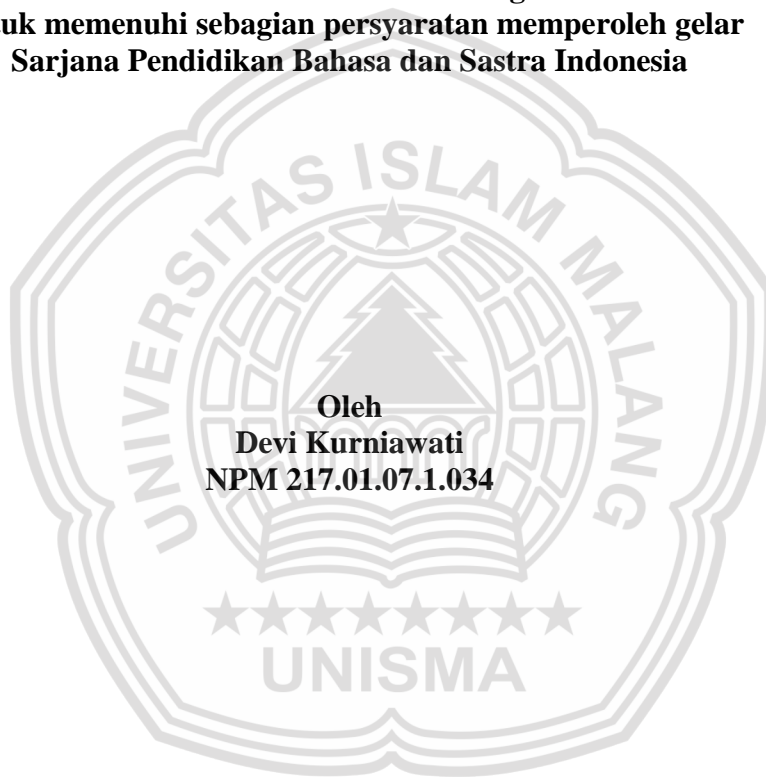 uk memenuhi sebagian persyaratan memperoleh gelar
Sarjana Pendidikan Bahasa dan Sastra Indonesia
UNIVERSITAS ISLAM MALANG
Oleh
Devi Kurniawati
NPM 217.01.07.1.034
UNISMA